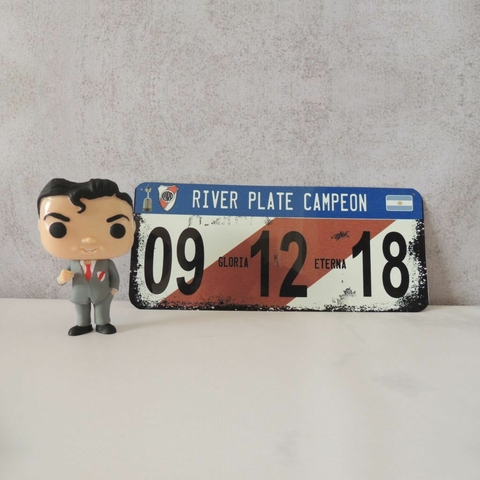 RIVER PLATE CAMPEON
09 GLORIA 12 ETERNA 18